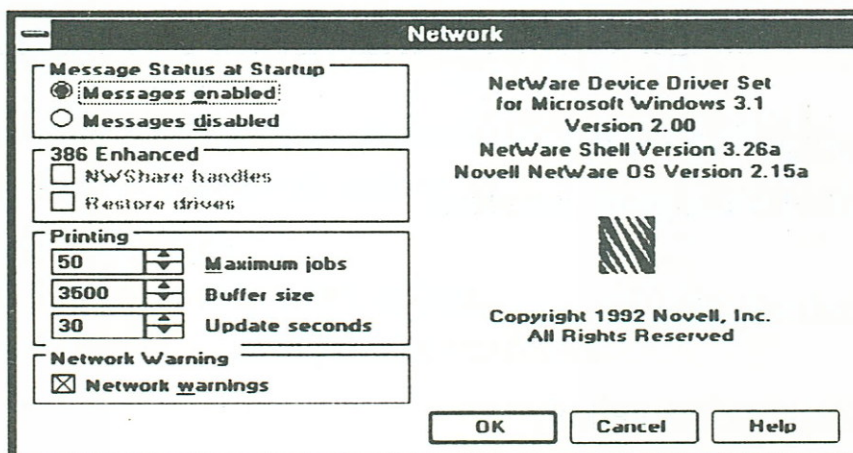 Network
Message Status at Startup
Messages enabled
Messages disabled
386 Enhanced
NWShare handles
Restore drives
Printing
50 Maximum jobs
3500 Buffer size
30 Update seconds
Network Warning
Network warnings
NetWare Device Driver Set
for Microsoft Windows 3.1
Version 2.00
NetWare Shell Version 3.26a
Novell NetWare OS Version 2.15a
Copyright 1992 Novell, Inc.
All Rights Reserved
OK Cancel Help